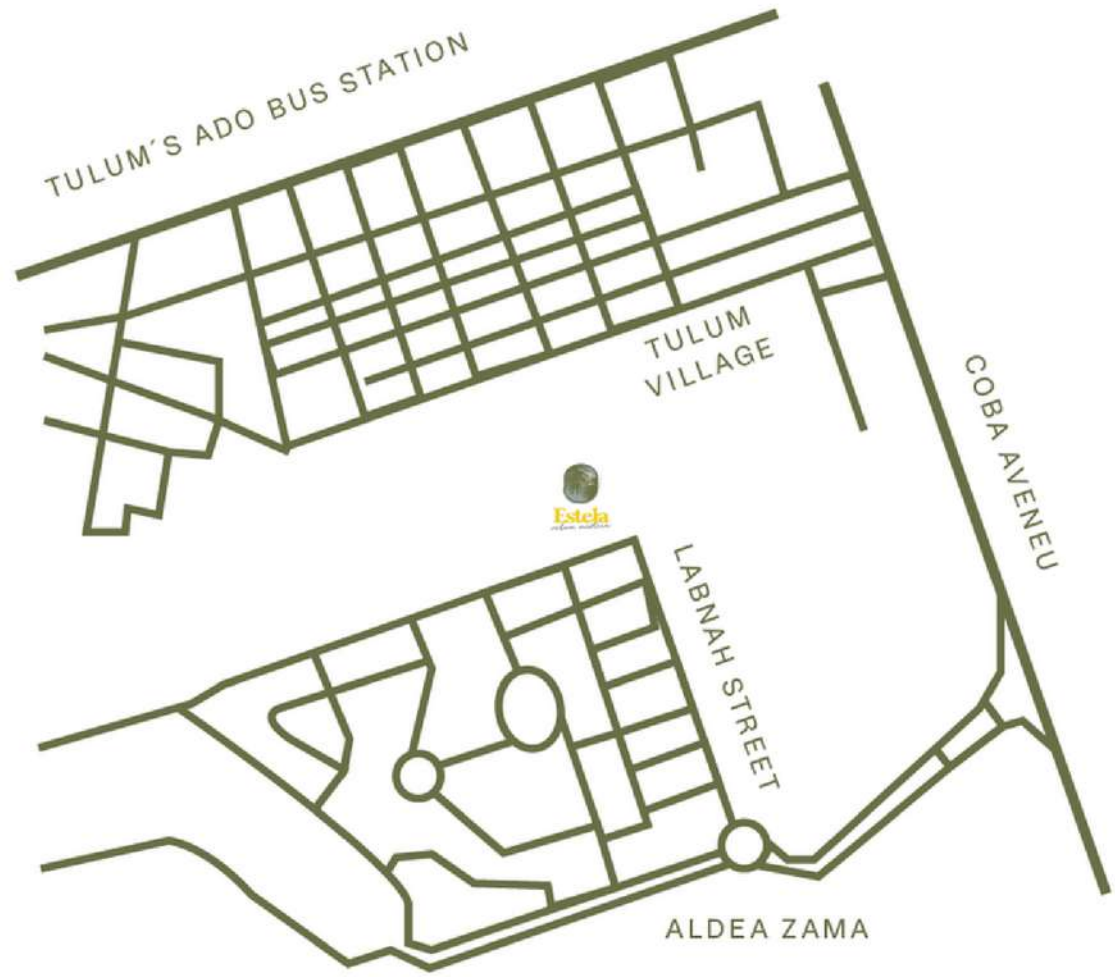 TULUM´S ADO BUS STATION
TULUM
VILLAGE
COBA AVENEU
Esteja
LABNAH STREET
ALDEA ZAMA